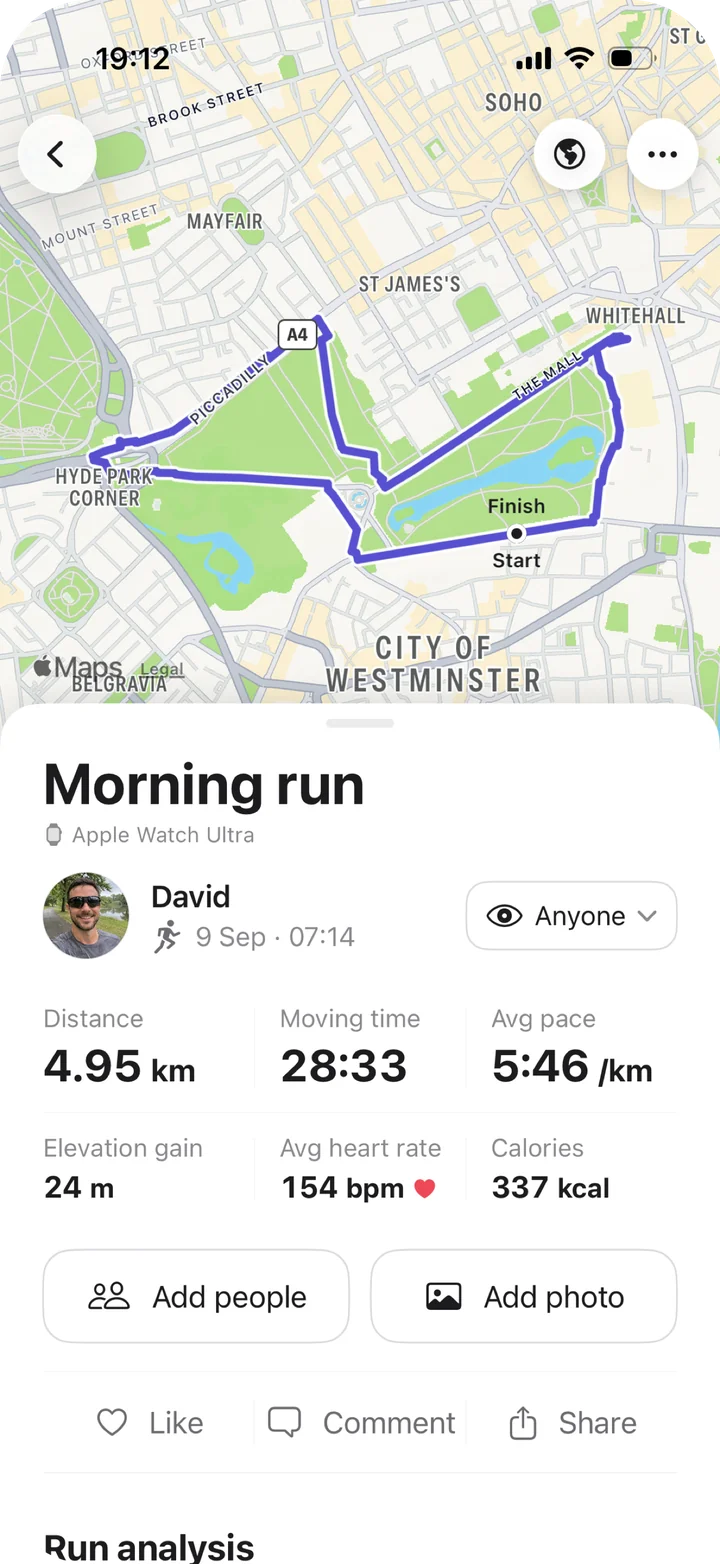 19:12
OXFORD STREET
ST G
BROOK STREET
SOHO
MOUNT STREET
MAYFAIR
ST JAMES'S
WHITEHALL
A4
PICCADILLY
THE MALL
HYDE PARK
CORNER
Finish
Start
CITY OF
WESTMINSTER
Maps Legal
BELGRAVIA
Morning run
Apple Watch Ultra
David
9 Sep · 07:14
Anyone
Distance
Moving time
Avg pace
4.95 km
28:33
5:46 /km
Elevation gain
Avg heart rate
Calories
24 m
154 bpm
337 kcal
Add people
Add photo
Like
Comment
Share
Run analysis